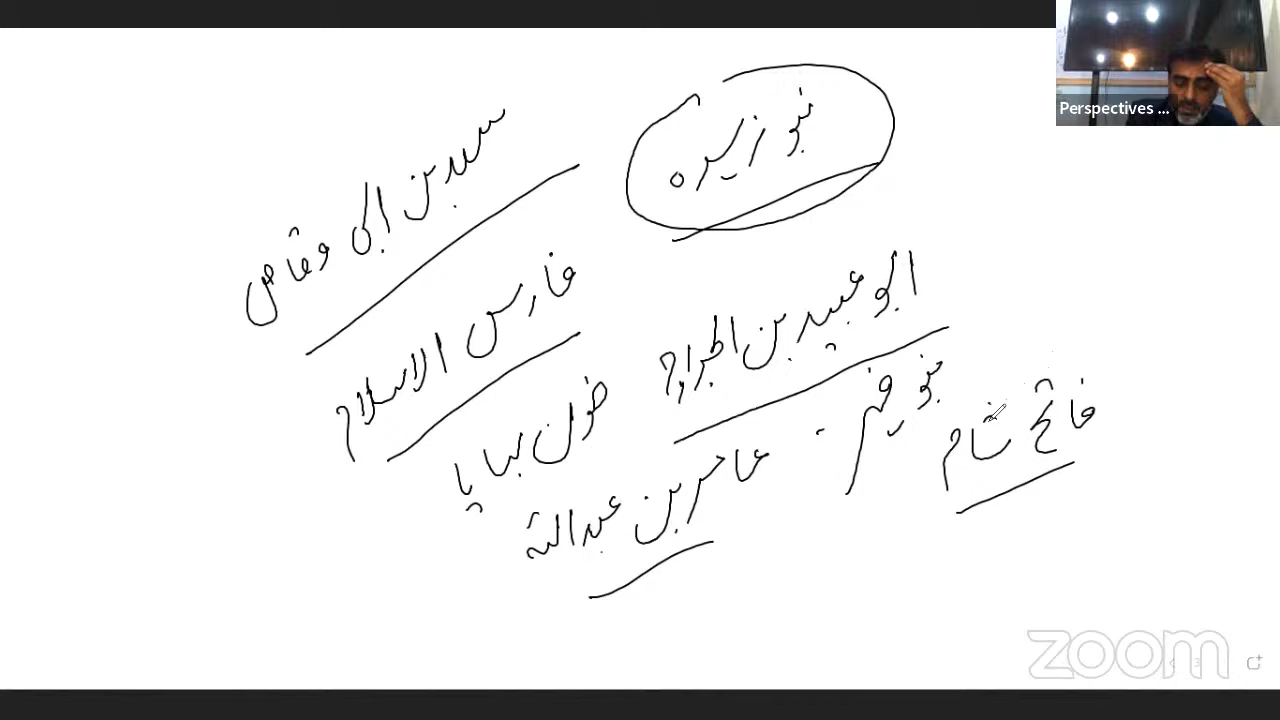 بنو زہرہ
سعد بن ابی وقاص
فارس الاسلام
ابو عبیدہ بن الجراح
بنو فہر
فاتح شام
خون بہایا
عامر بن عبداللہ
Perspectives ...
zoom
3